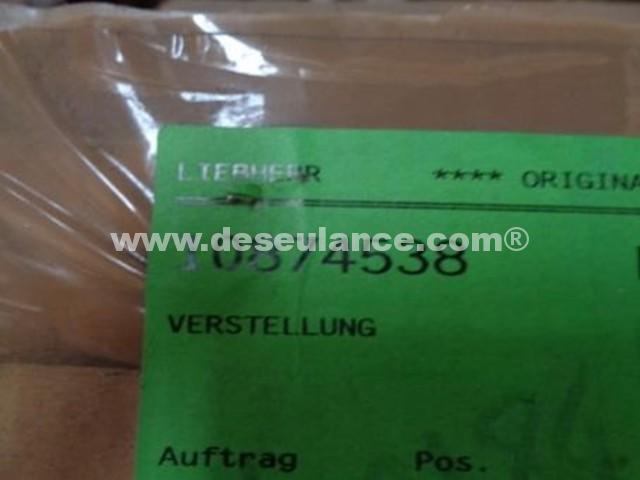 LIEBHERR **** ORIGINA
www.deseulance.com®
10874538
VERSTELLUNG
Auftrag Pos.